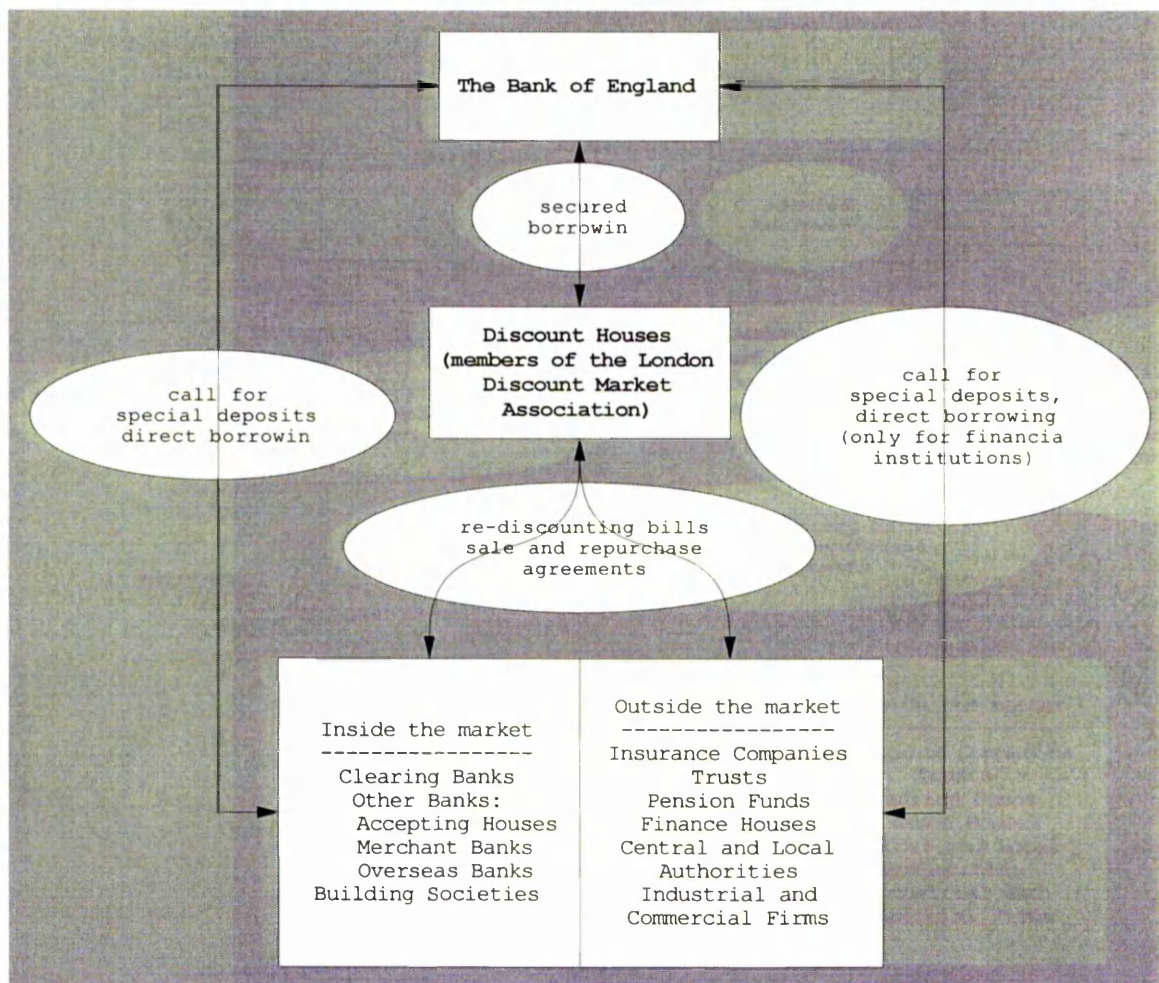 The Bank of England
secured
borrowin
Discount Houses
(members of the London
Discount Market
Association)
call for
special deposits
direct borrowin
call for
special deposits,
direct borrowing
(only for financia
institutions)
re-discounting bills
sale and repurchase
agreements
Inside the market
-----------------
Clearing Banks
Other Banks:
Accepting Houses
Merchant Banks
Overseas Banks
Building Societies
Outside the market
-----------------
Insurance Companies
Trusts
Pension Funds
Finance Houses
Central and Local
Authorities
Industrial and
Commercial Firms